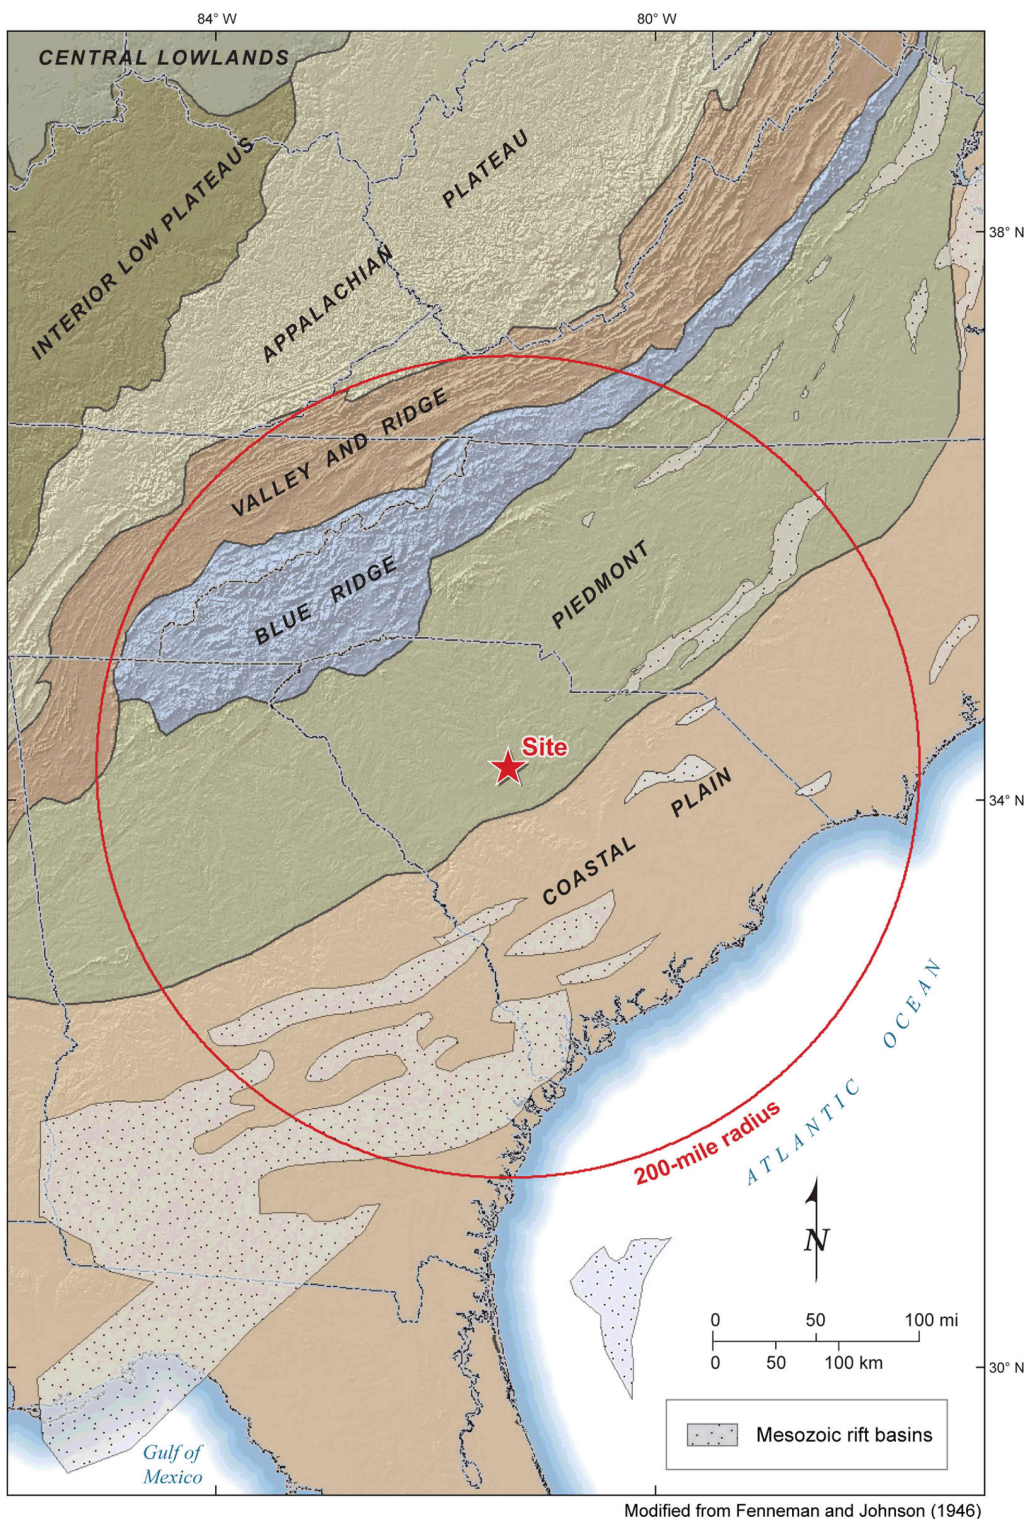 84° W
80° W
CENTRAL LOWLANDS
INTERIOR LOW PLATEAUS
APPALACHIAN
PLATEAU
38° N
VALLEY AND RIDGE
BLUE RIDGE
PIEDMONT
Site
34° N
COASTAL
PLAIN
ATLANTIC
OCEAN
200-mile radius
N
0 50 100 mi
0 50 100 km
30° N
Mesozoic rift basins
Gulf of
Mexico
Modified from Fenneman and Johnson (1946)